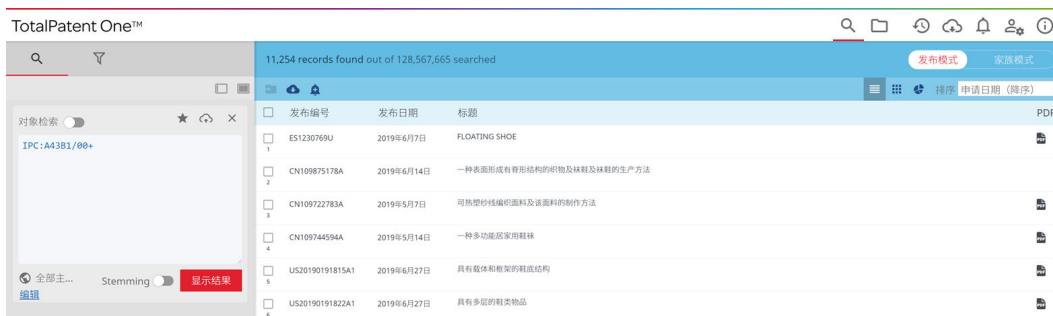 TotalPatent One™
11,254 records found out of 128,567,665 searched
发布模式 家族模式
排序 申请日期（降序）
对象检索
IPC:A43B1/00+
全部主...
编辑
Stemming
显示结果
发布编号 发布日期 标题 PDF
1 ES1230769U 2019年6月7日 FLOATING SHOE
2 CN109875178A 2019年6月14日 一种表面形成有脊形结构的织物及袜鞋及袜鞋的生产方法
3 CN109722783A 2019年5月7日 可热塑纱线编织面料及该面料的制作方法
4 CN109744594A 2019年5月14日 一种多功能居家用鞋袜
5 US20190191815A1 2019年6月27日 具有载体和框架的鞋底结构
6 US20190191822A1 2019年6月27日 具有多层的鞋类物品